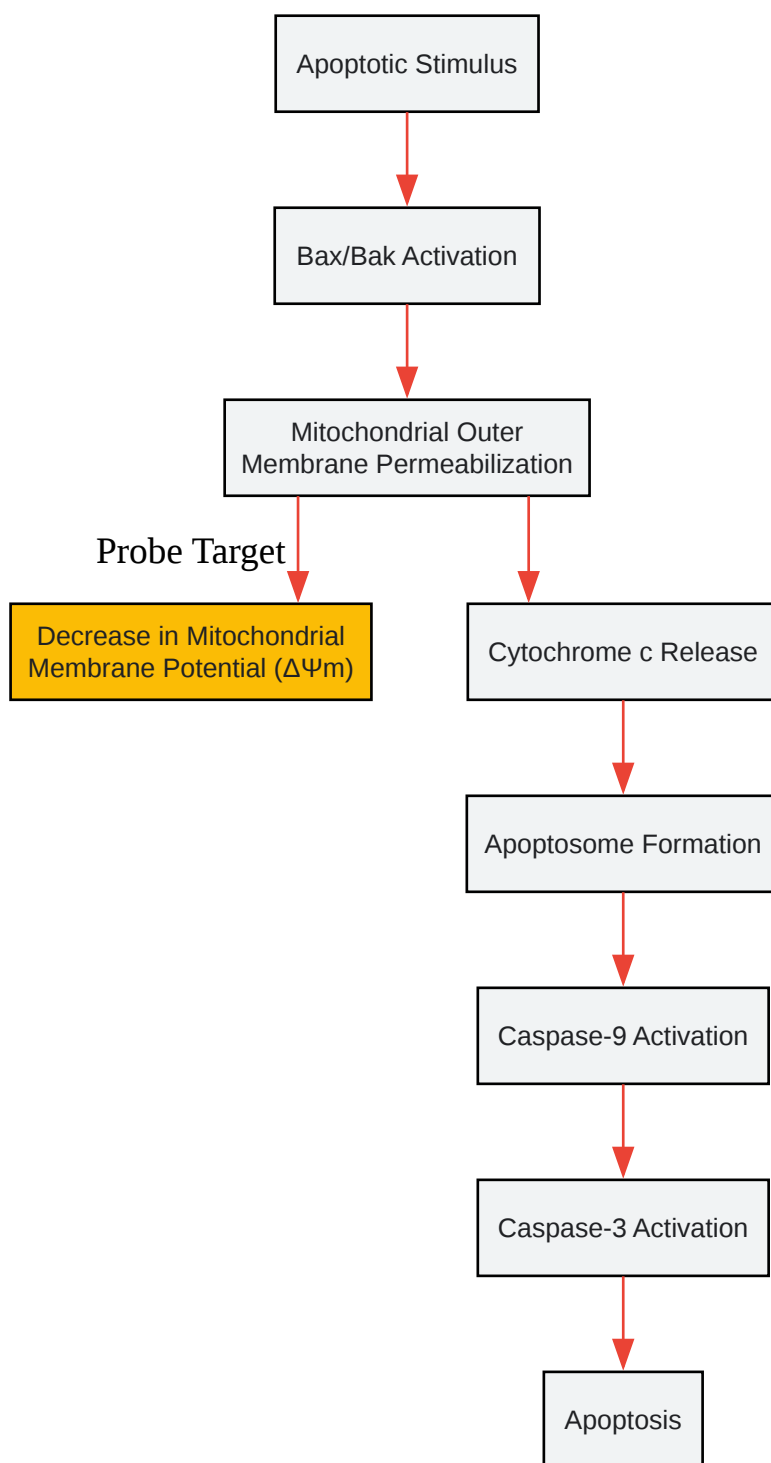 Apoptotic Stimulus
Bax/Bak Activation
Mitochondrial Outer
Membrane Permeabilization
Probe Target
Decrease in Mitochondrial
Membrane Potential (ΔΨm)
Cytochrome c Release
Apoptosome Formation
Caspase-9 Activation
Caspase-3 Activation
Apoptosis